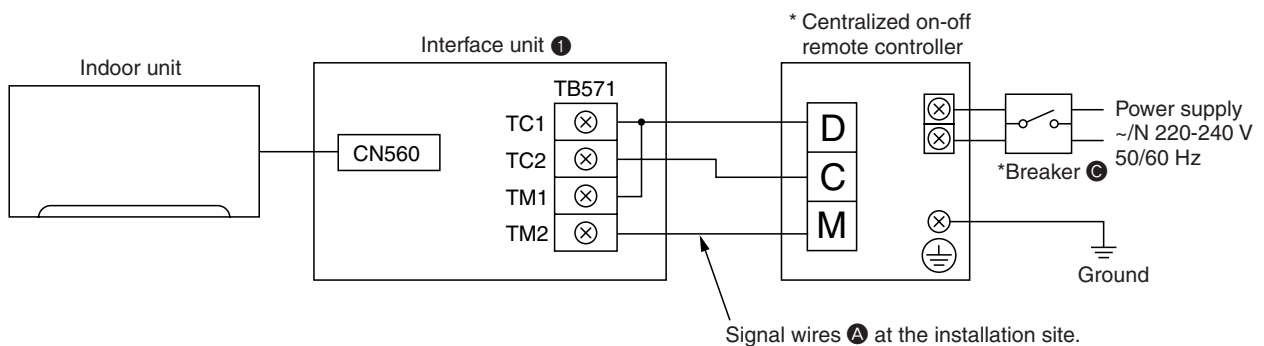 * Centralized on-off
remote controller
Interface unit ❶
Indoor unit
TB571
TC1
TC2
TM1
TM2
CN560
D
C
M
Power supply
~/N 220-240 V
50/60 Hz
*Breaker 🅒
Ground
Signal wires 🅐 at the installation site.